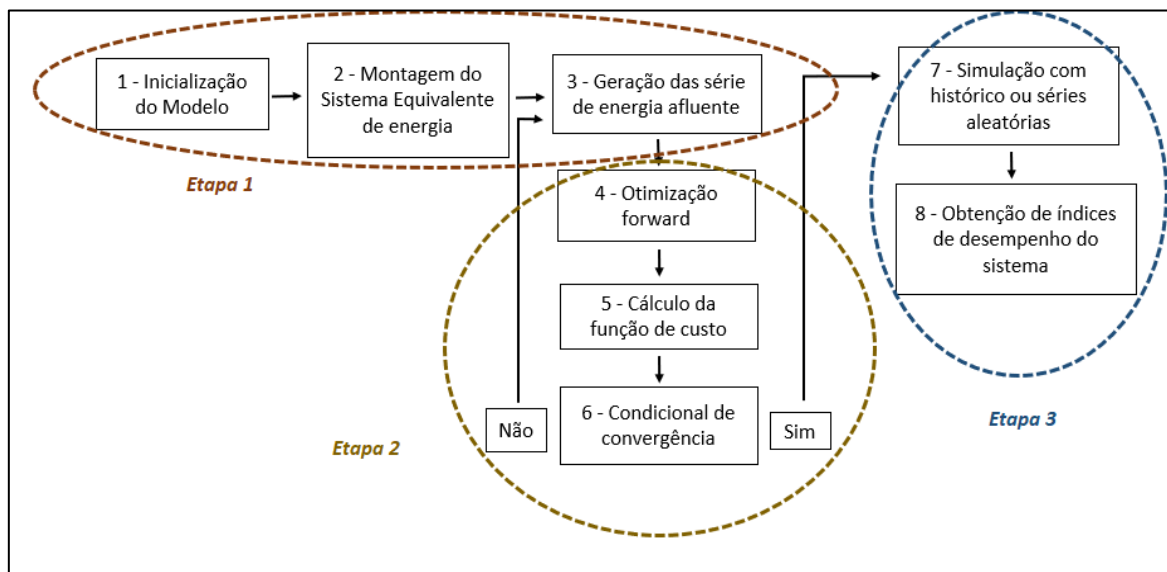 1 - Inicialização
do Modelo
2 - Montagem do
Sistema Equivalente
de energia
3 - Geração das série
de energia afluente
Etapa 1
4 - Otimização
forward
5 - Cálculo da
função de custo
6 - Condicional de
convergência
Não
Sim
Etapa 2
7 - Simulação com
histórico ou séries
aleatórias
8 - Obtenção de índices
de desempenho do
sistema
Etapa 3